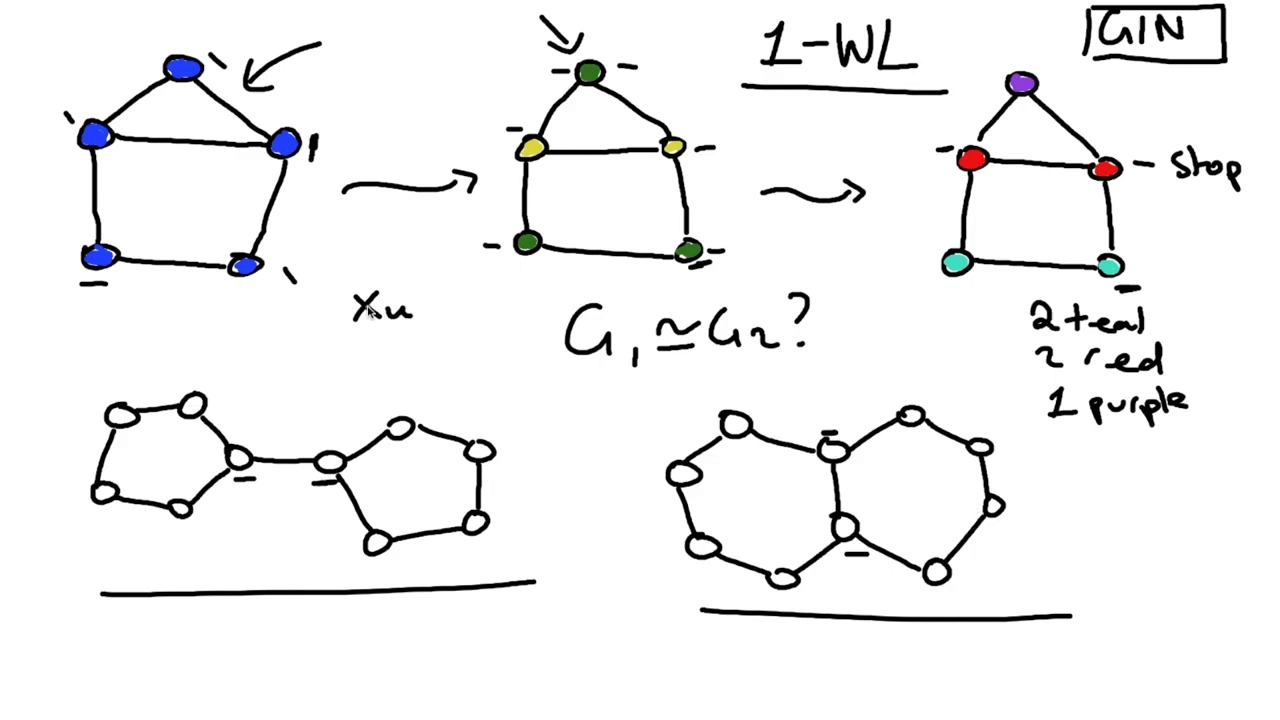 1-WL
GIN
stop
Xu
G₁ ≅ G₂?
2 teal
2 red
1 purple